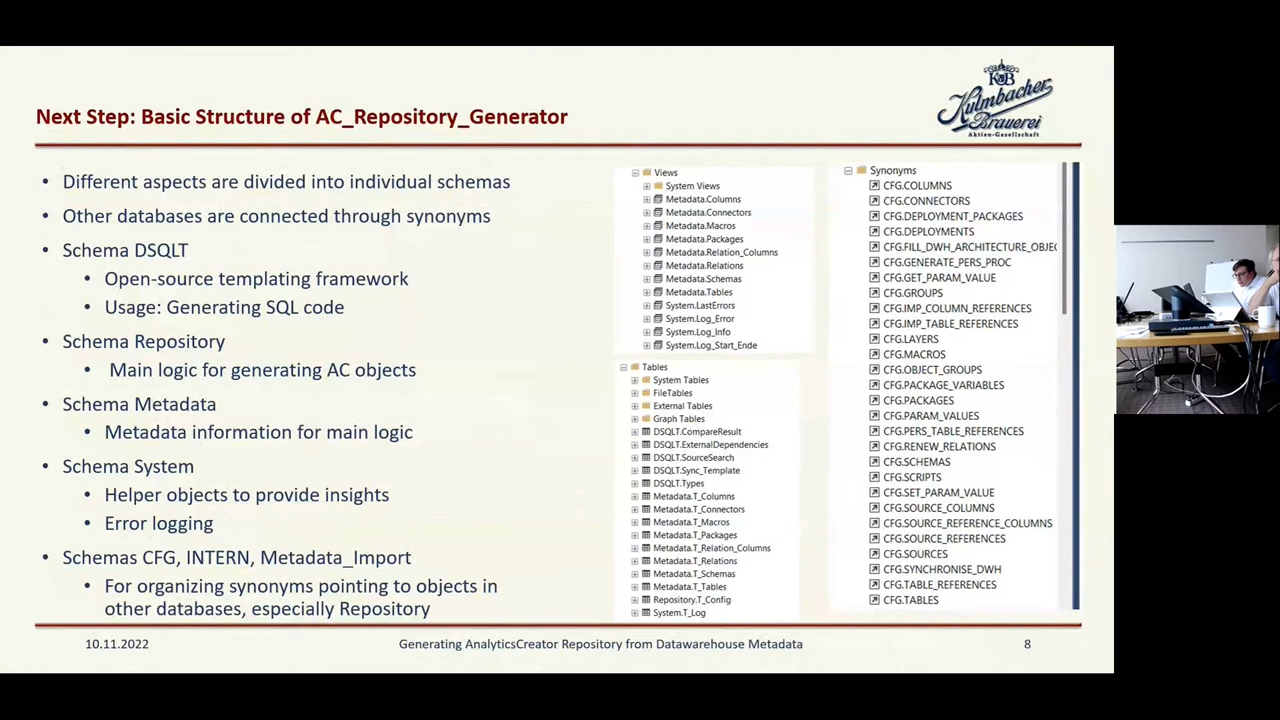 Next Step: Basic Structure of AC_Repository_Generator
KB
Kulmbacher
Brauerei
Aktien-Gesellschaft
• Different aspects are divided into individual schemas
• Other databases are connected through synonyms
• Schema DSQLT
• Open-source templating framework
• Usage: Generating SQL code
• Schema Repository
• Main logic for generating AC objects
• Schema Metadata
• Metadata information for main logic
• Schema System
• Helper objects to provide insights
• Error logging
• Schemas CFG, INTERN, Metadata_Import
• For organizing synonyms pointing to objects in
other databases, especially Repository
Views
System Views
Metadata.Columns
Metadata.Connectors
Metadata.Macros
Metadata.Packages
Metadata.Relation_Columns
Metadata.Relations
Metadata.Schemas
Metadata.Tables
System.LastErrors
System.Log_Error
System.Log_Info
System.Log_Start_Ende
Tables
System Tables
FileTables
External Tables
Graph Tables
DSQLT.CompareResult
DSQLT.ExternalDependencies
DSQLT.SourceSearch
DSQLT.Sync_Template
DSQLT.Types
Metadata.T_Columns
Metadata.T_Connectors
Metadata.T_Macros
Metadata.T_Packages
Metadata.T_Relation_Columns
Metadata.T_Relations
Metadata.T_Schemas
Metadata.T_Tables
Repository.T_Config
System.T_Log
Synonyms
CFG.COLUMNS
CFG.CONNECTORS
CFG.DEPLOYMENT_PACKAGES
CFG.DEPLOYMENTS
CFG.FILL_DWH_ARCHITECTURE_OBJEC
CFG.GENERATE_PERS_PROC
CFG.GET_PARAM_VALUE
CFG.GROUPS
CFG.IMP_COLUMN_REFERENCES
CFG.IMP_TABLE_REFERENCES
CFG.LAYERS
CFG.MACROS
CFG.OBJECT_GROUPS
CFG.PACKAGE_VARIABLES
CFG.PACKAGES
CFG.PARAM_VALUES
CFG.PERS_TABLE_REFERENCES
CFG.RENEW_RELATIONS
CFG.SCHEMAS
CFG.SCRIPTS
CFG.SET_PARAM_VALUE
CFG.SOURCE_COLUMNS
CFG.SOURCE_REFERENCE_COLUMNS
CFG.SOURCE_REFERENCES
CFG.SOURCES
CFG.SYNCHRONISE_DWH
CFG.TABLE_REFERENCES
CFG.TABLES
10.11.2022
Generating AnalyticsCreator Repository from Datawarehouse Metadata
8